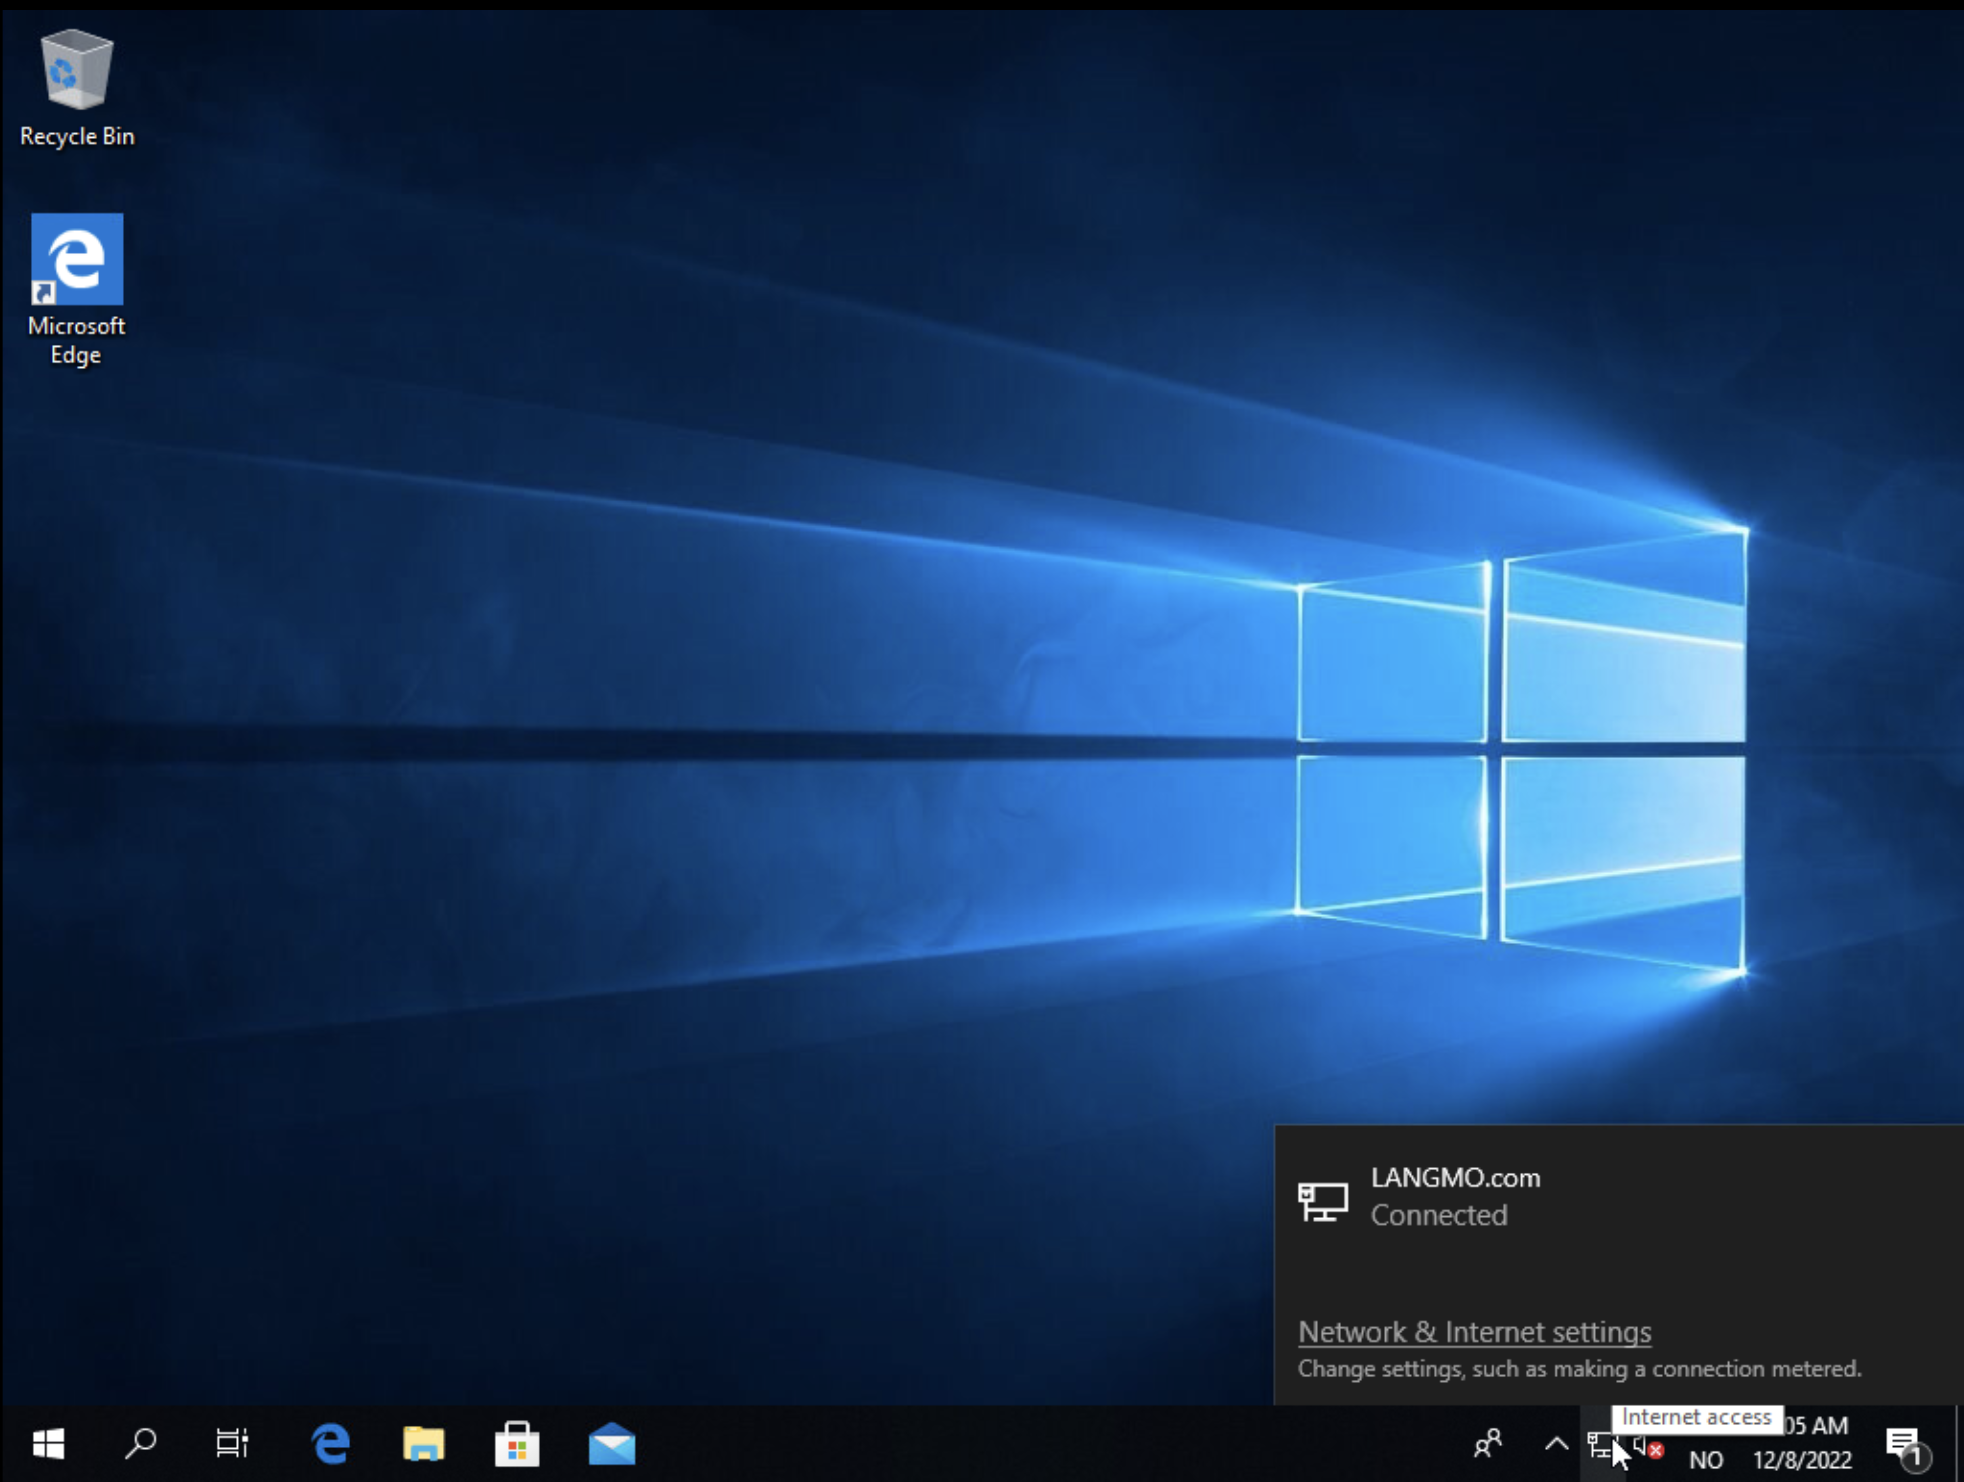 Recycle Bin
Microsoft
Edge
LANGMO.com
Connected
Network & Internet settings
Change settings, such as making a connection metered.
Internet access
05 AM
NO
12/8/2022
1